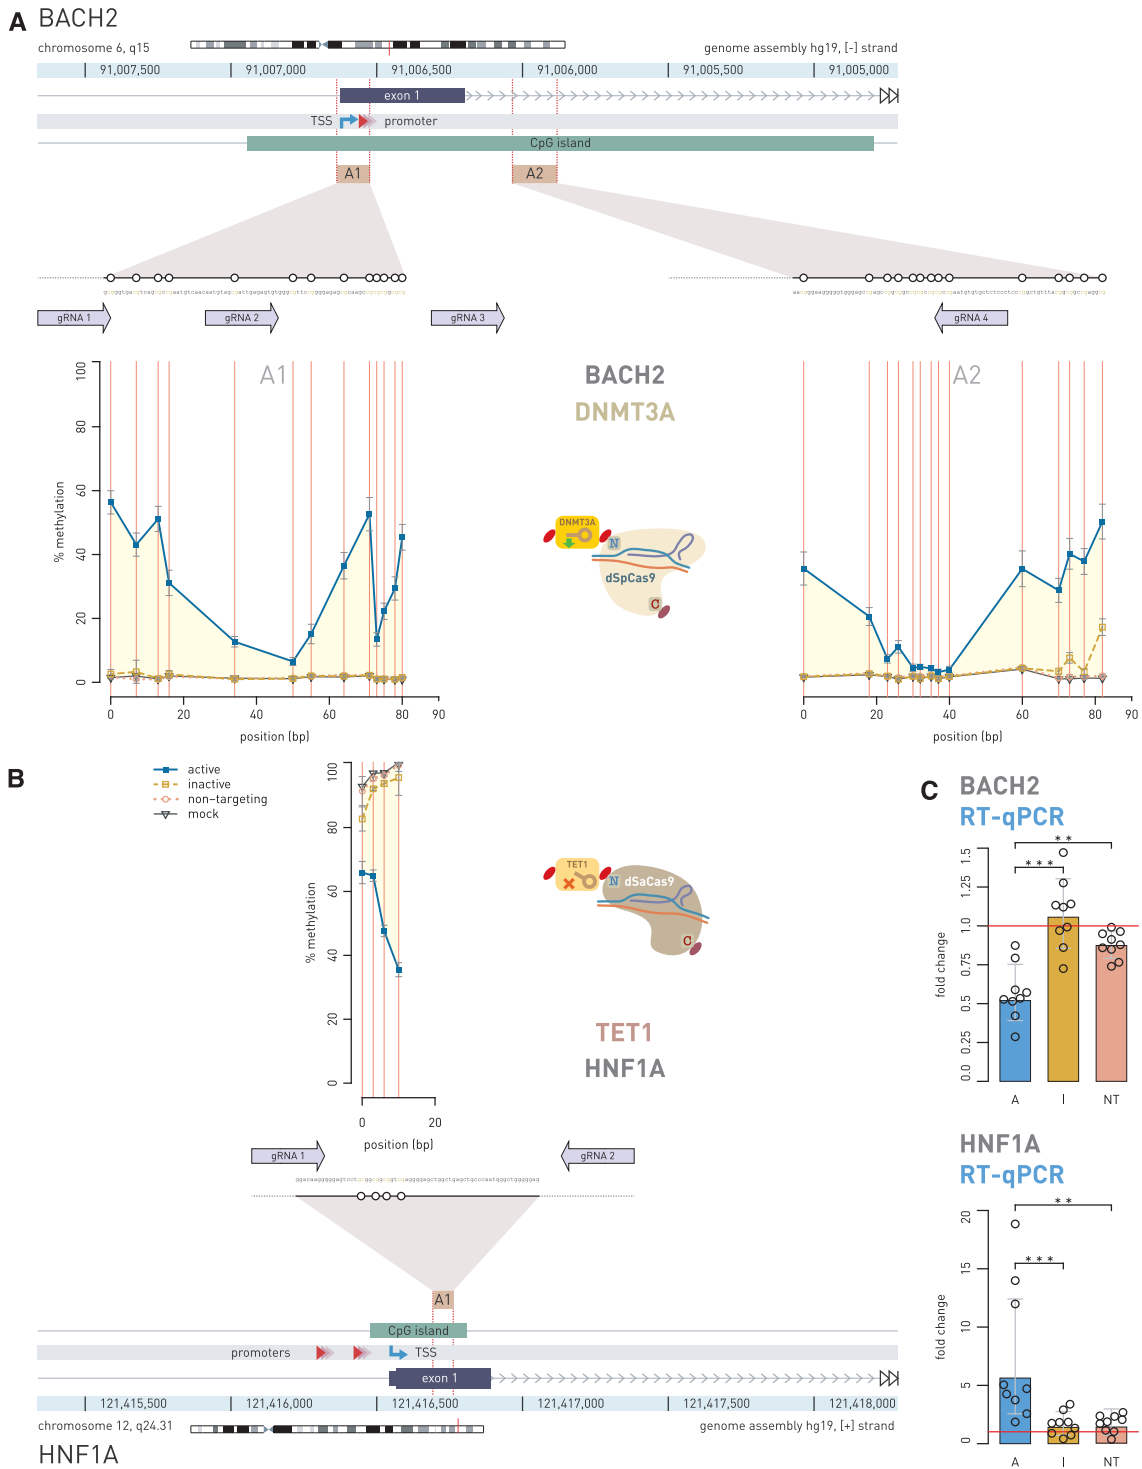 A BACH2
chromosome 6, q15
genome assembly hg19, [-] strand
91,007,500 91,007,000 91,006,500 91,006,000 91,005,500 91,005,000
exon 1
TSS promoter
CpG island
A1 A2
gRNA 1 gRNA 2 gRNA 3 gRNA 4
A1
BACH2
DNMT3A
A2
% methylation
0 20 40 60 80 100
0 20 40 60 80 90
position (bp)
DNMT3A
N
dSpCas9
C
0 20 40 60 80 90
position (bp)
B
active
inactive
non-targeting
mock
% methylation
0 20 40 60 80 100
0 20
position (bp)
TET1
N dSaCas9
C
TET1
HNF1A
gRNA 1 gRNA 2
A1
CpG island
promoters TSS
exon 1
121,415,500 121,416,000 121,416,500 121,417,000 121,417,500 121,418,000
chromosome 12, q24.31
genome assembly hg19, [+] strand
HNF1A
C BACH2
RT-qPCR
* *
* * *
fold change
0.0 0.25 0.5 0.75 1.0 1.25 1.5
A I NT
HNF1A
RT-qPCR
* *
* * *
fold change
0 5 10 15 20
A I NT